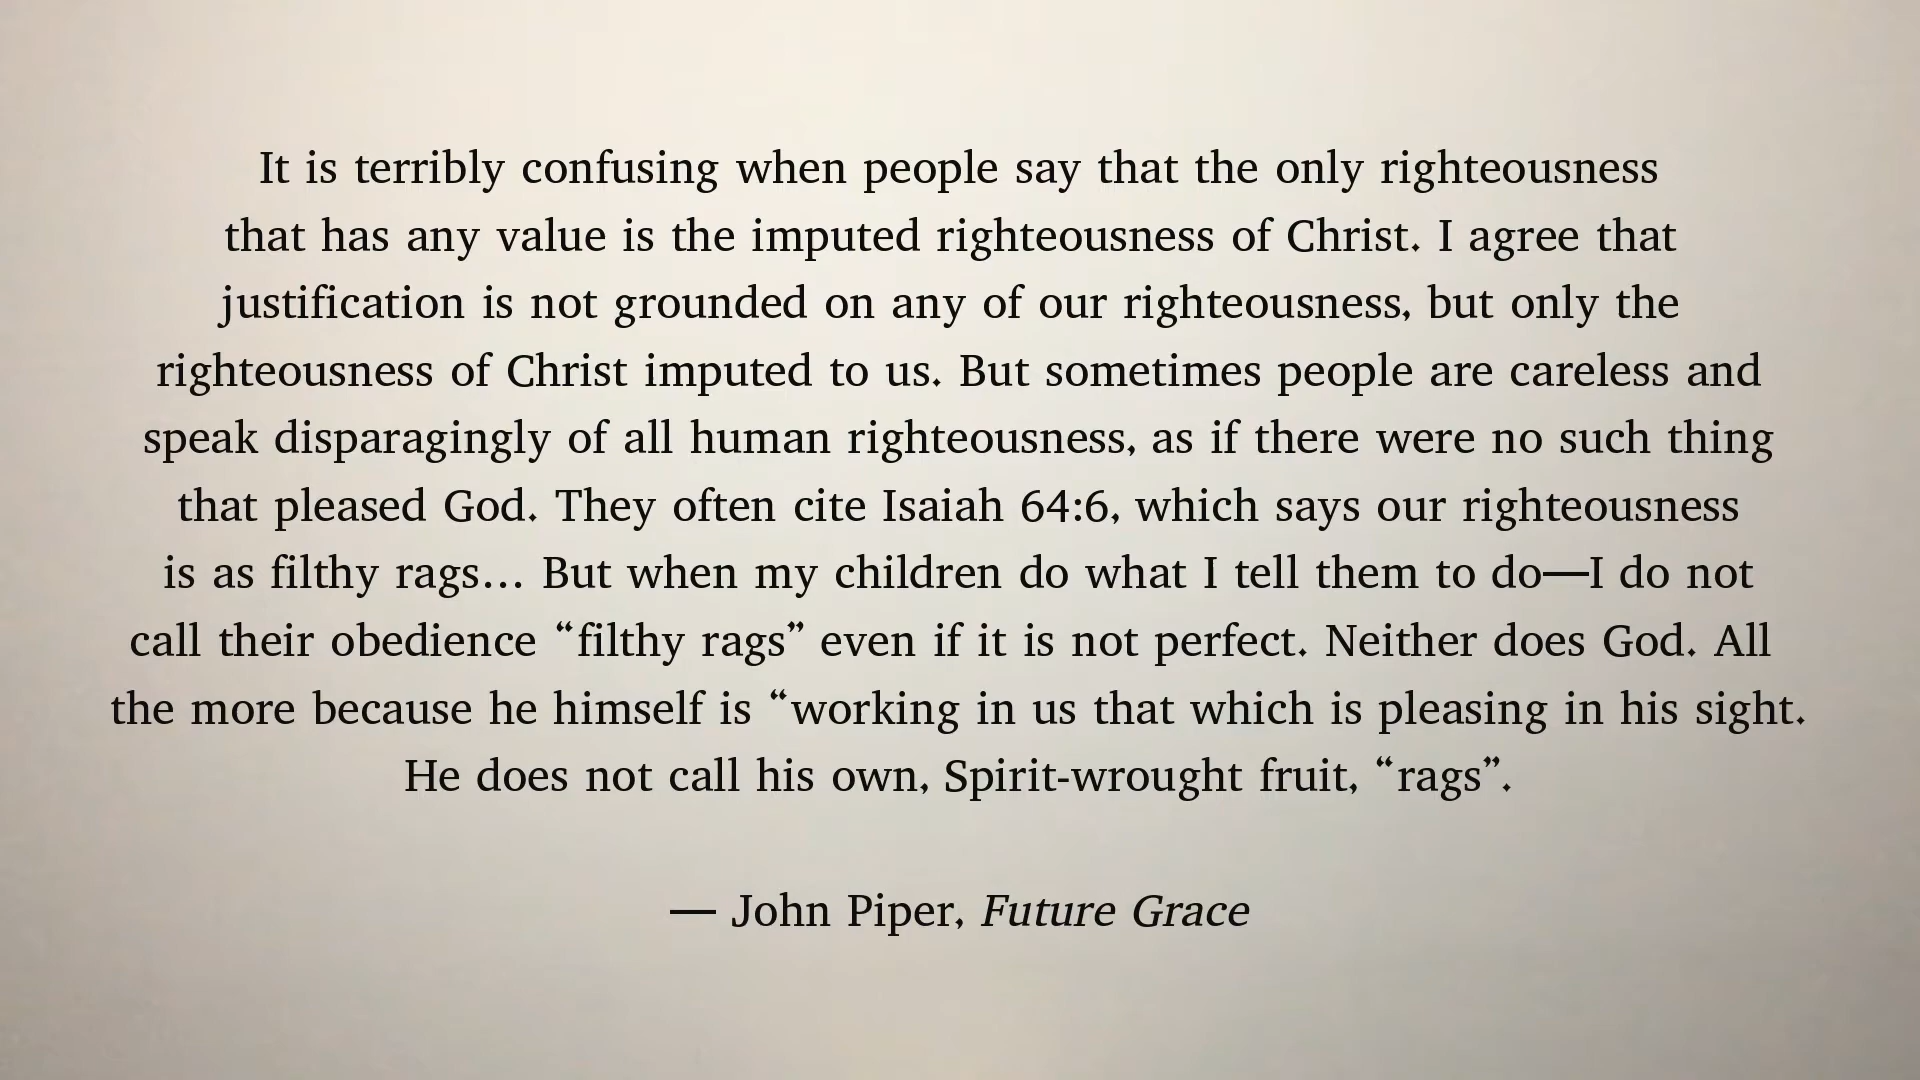 It is terribly confusing when people say that the only righteousness
that has any value is the imputed righteousness of Christ. I agree that
justification is not grounded on any of our righteousness, but only the
righteousness of Christ imputed to us. But sometimes people are careless and
speak disparagingly of all human righteousness, as if there were no such thing
that pleased God. They often cite Isaiah 64:6, which says our righteousness
is as filthy rags… But when my children do what I tell them to do—I do not
call their obedience “filthy rags” even if it is not perfect. Neither does God. All
the more because he himself is “working in us that which is pleasing in his sight.
He does not call his own, Spirit-wrought fruit, “rags”.
— John Piper, Future Grace